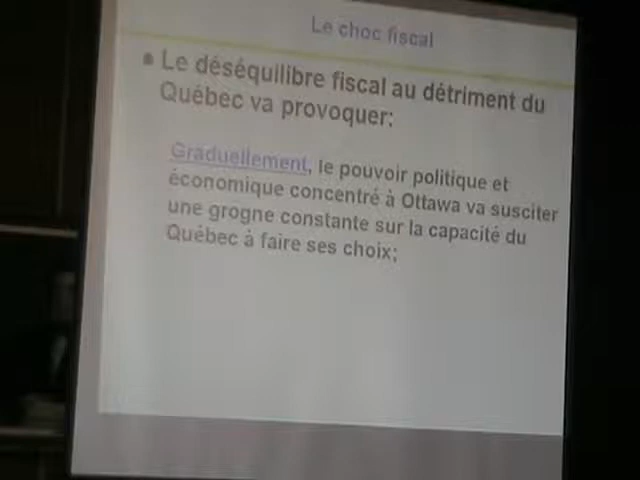 Le choc fiscal
Le déséquilibre fiscal au détriment du
Québec va provoquer:
Graduellement, le pouvoir politique et
économique concentré à Ottawa va susciter
une grogne constante sur la capacité du
Québec à faire ses choix;